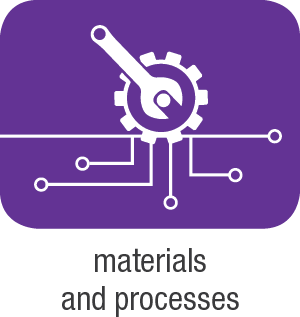 materials
and processes